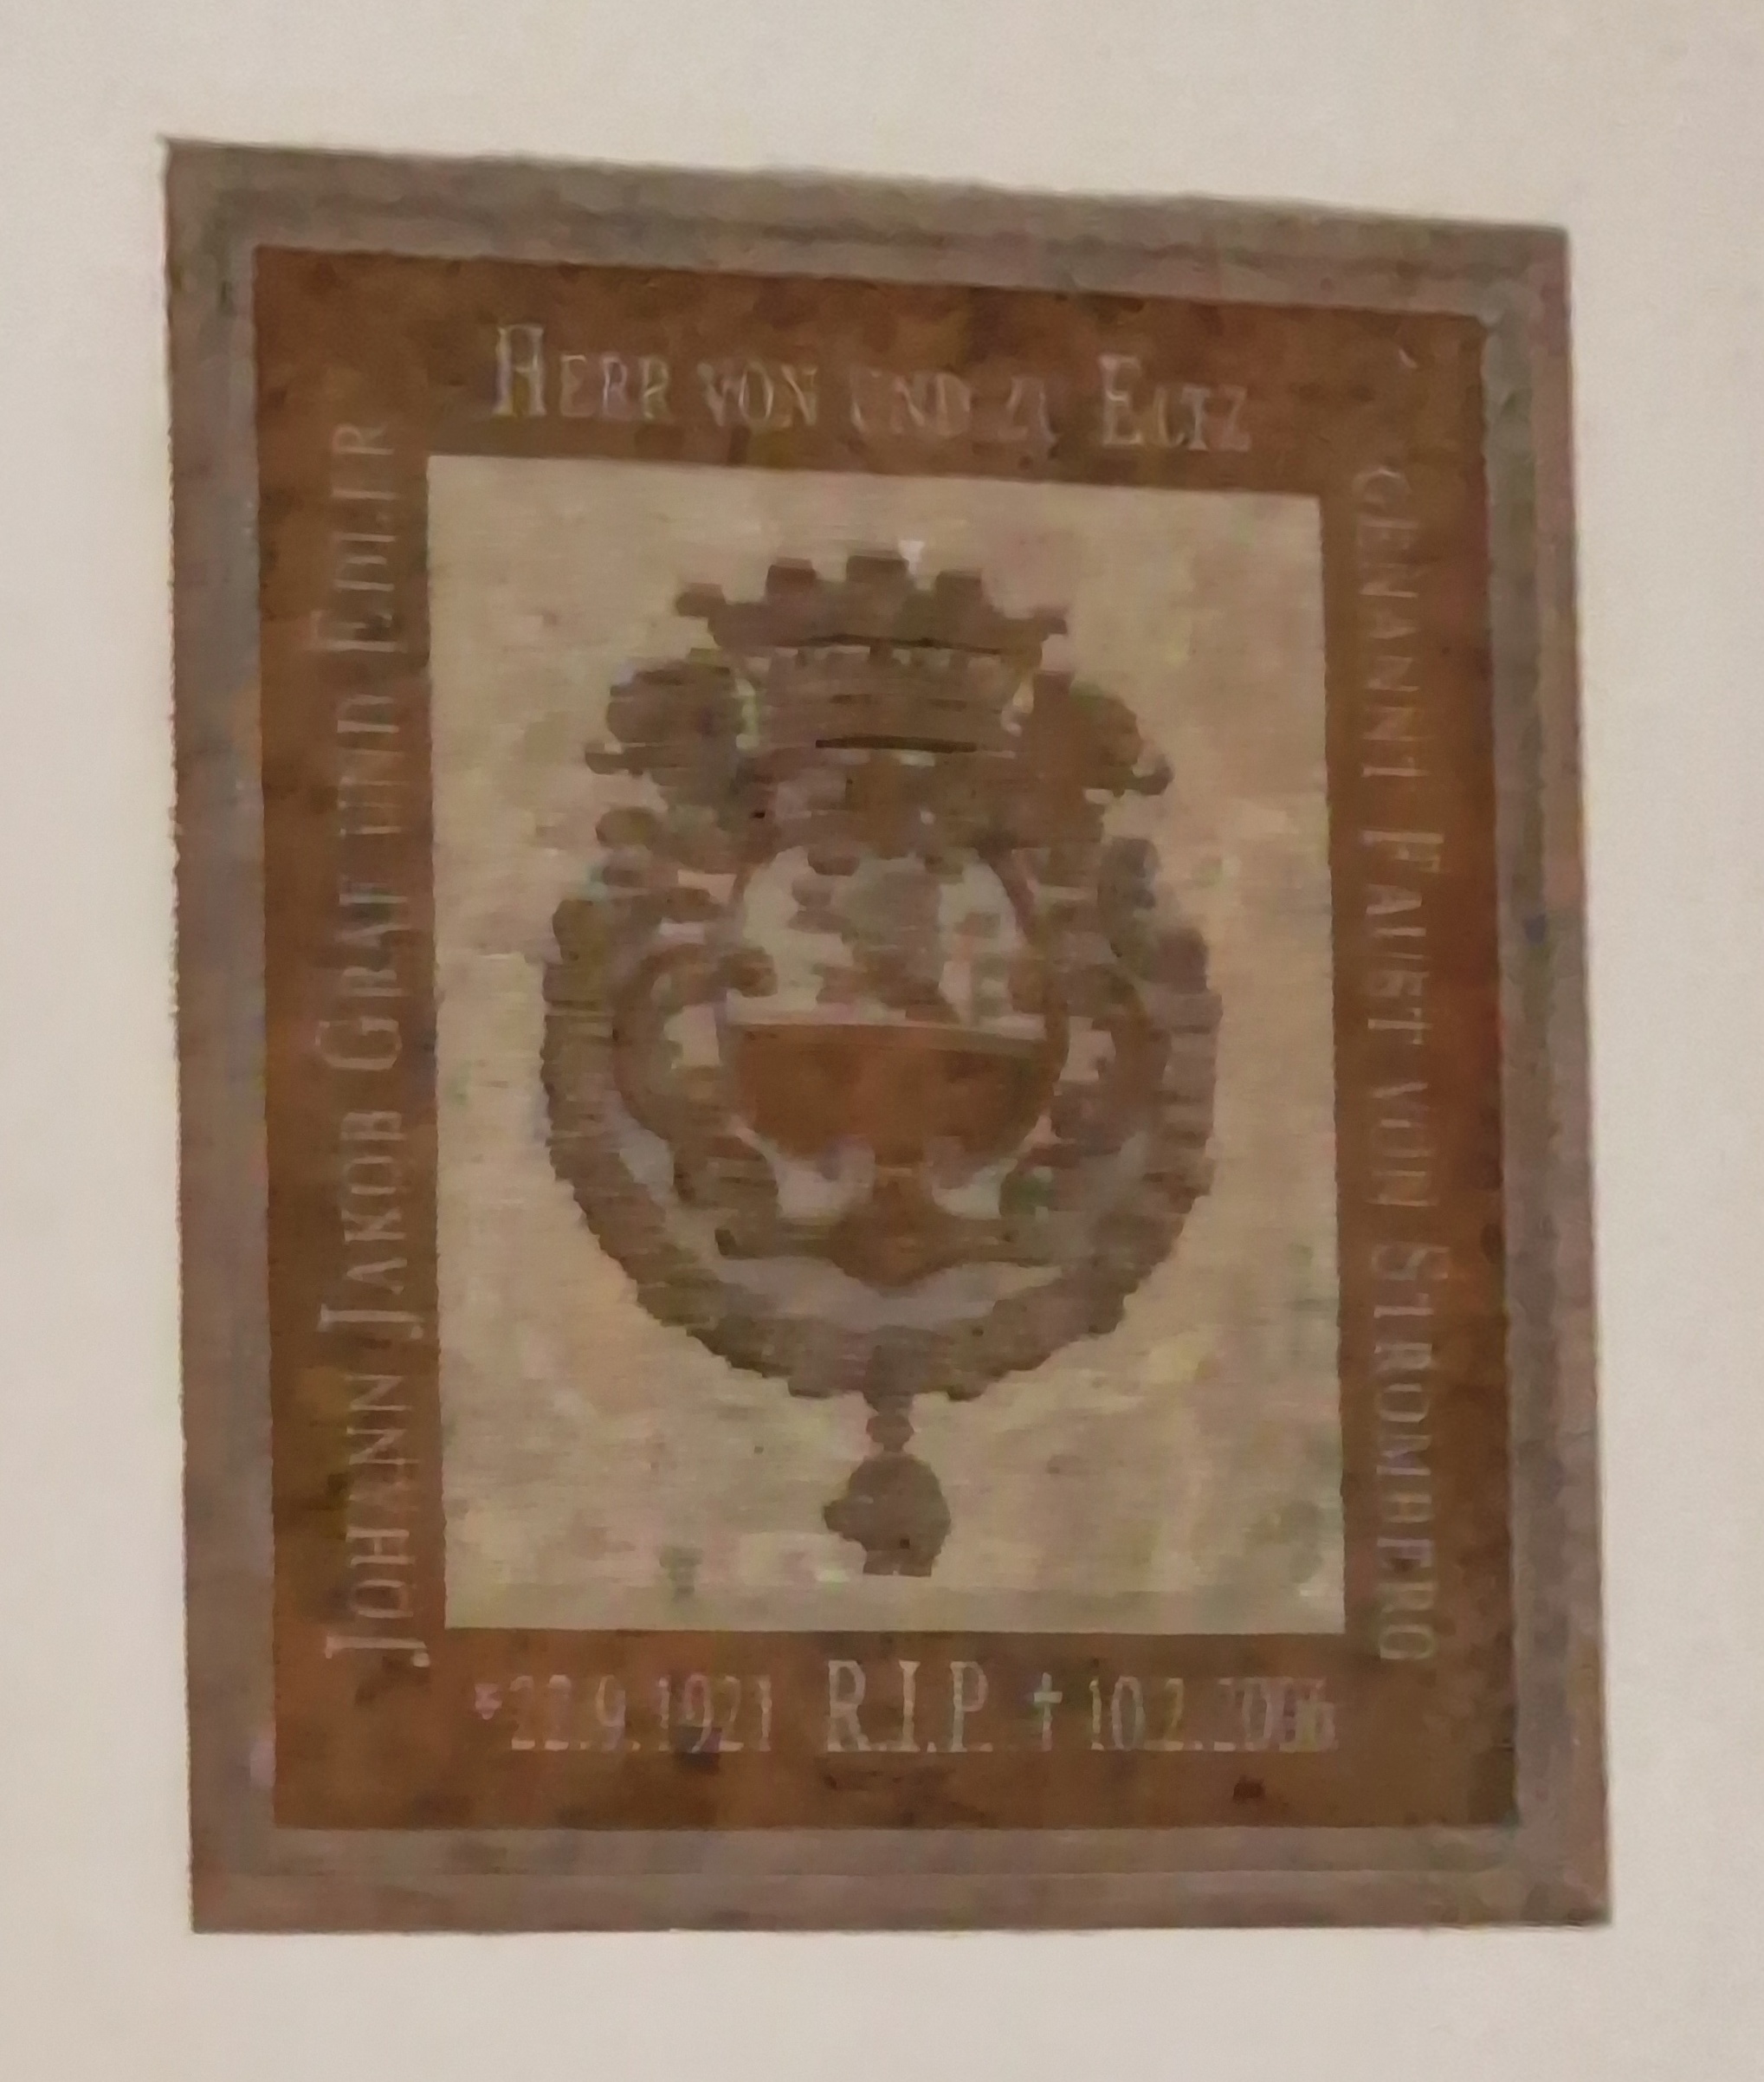 Johann Jakob Graf und Edler
Herr von und zu Eltz
genannt Faust von Stromberg
*22.9.1921 R.I.P. † 10.2.2006